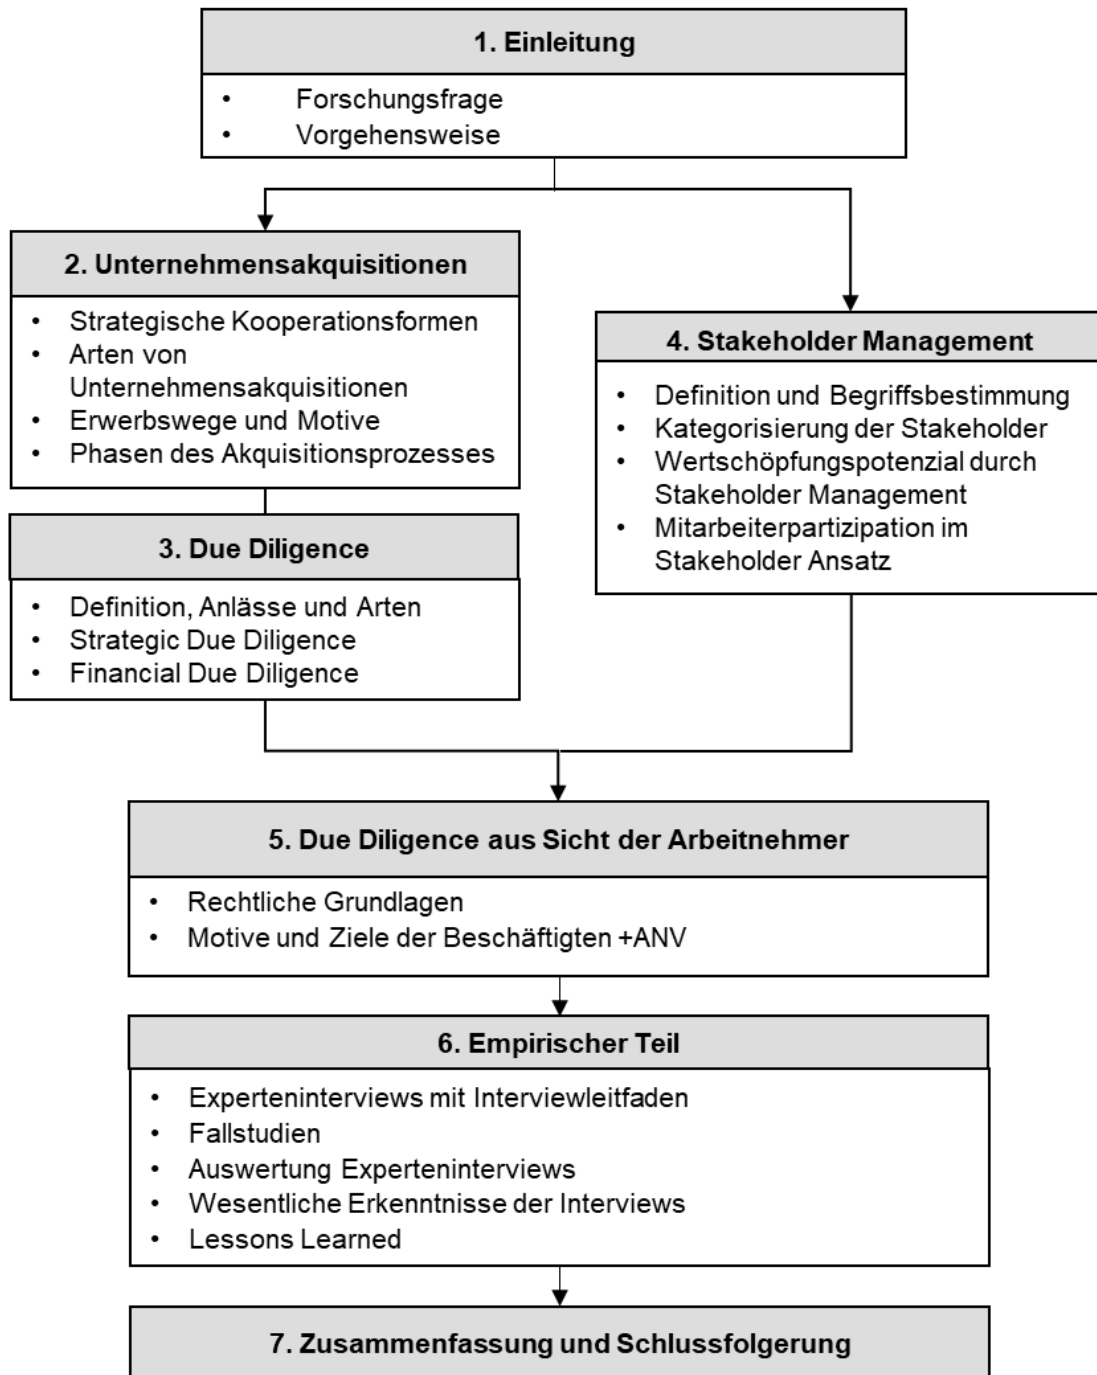 1. Einleitung
• Forschungsfrage
• Vorgehensweise
2. Unternehmensakquisitionen
• Strategische Kooperationsformen
• Arten von
Unternehmensakquisitionen
• Erwerbswege und Motive
• Phasen des Akquisitionsprozesses
3. Due Diligence
• Definition, Anlässe und Arten
• Strategic Due Diligence
• Financial Due Diligence
4. Stakeholder Management
• Definition und Begriffsbestimmung
• Kategorisierung der Stakeholder
• Wertschöpfungspotenzial durch
Stakeholder Management
• Mitarbeiterpartizipation im
Stakeholder Ansatz
5. Due Diligence aus Sicht der Arbeitnehmer
• Rechtliche Grundlagen
• Motive und Ziele der Beschäftigten +ANV
6. Empirischer Teil
• Experteninterviews mit Interviewleitfaden
• Fallstudien
• Auswertung Experteninterviews
• Wesentliche Erkenntnisse der Interviews
• Lessons Learned
7. Zusammenfassung und Schlussfolgerung